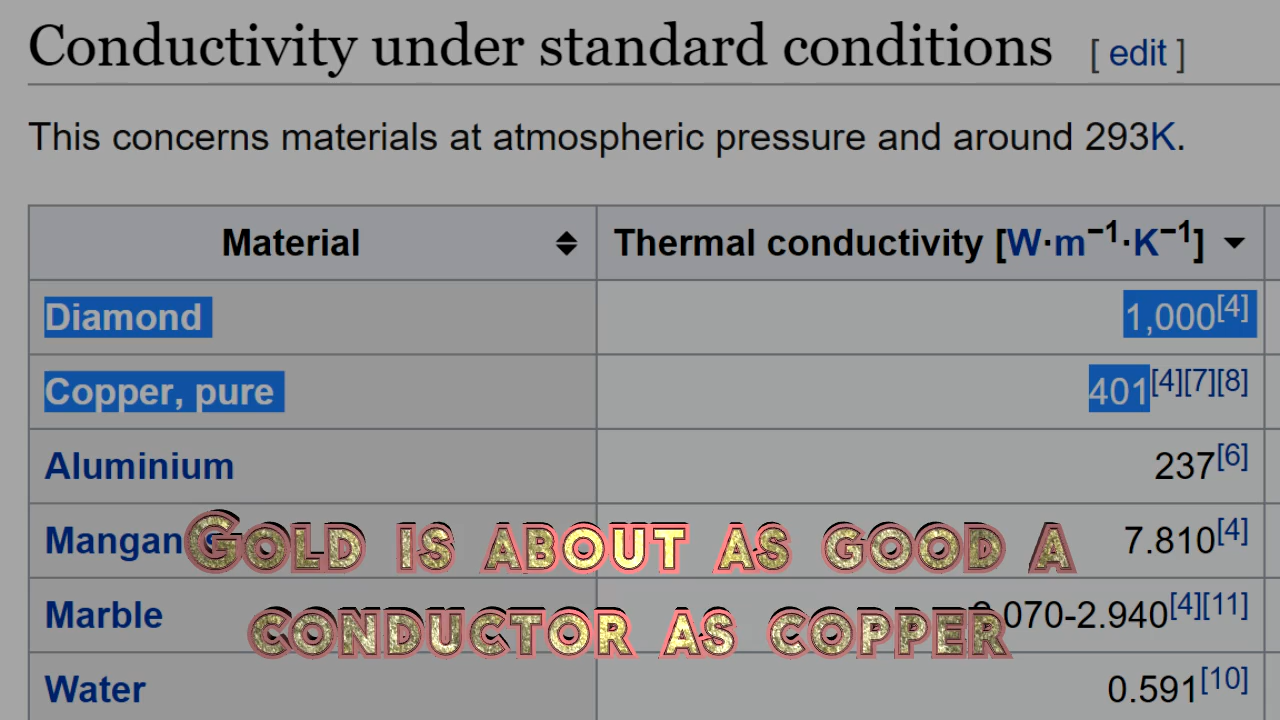 Conductivity under standard conditions [ edit ]
This concerns materials at atmospheric pressure and around 293K.
Material Thermal conductivity [W·m⁻¹·K⁻¹]
Diamond 1,000[4]
Copper, pure 401[4][7][8]
Aluminium 237[6]
7.810[4]
Gold is about as good a
Marble 070-2.940[4][11]
conductor as copper
Water 0.591[10]